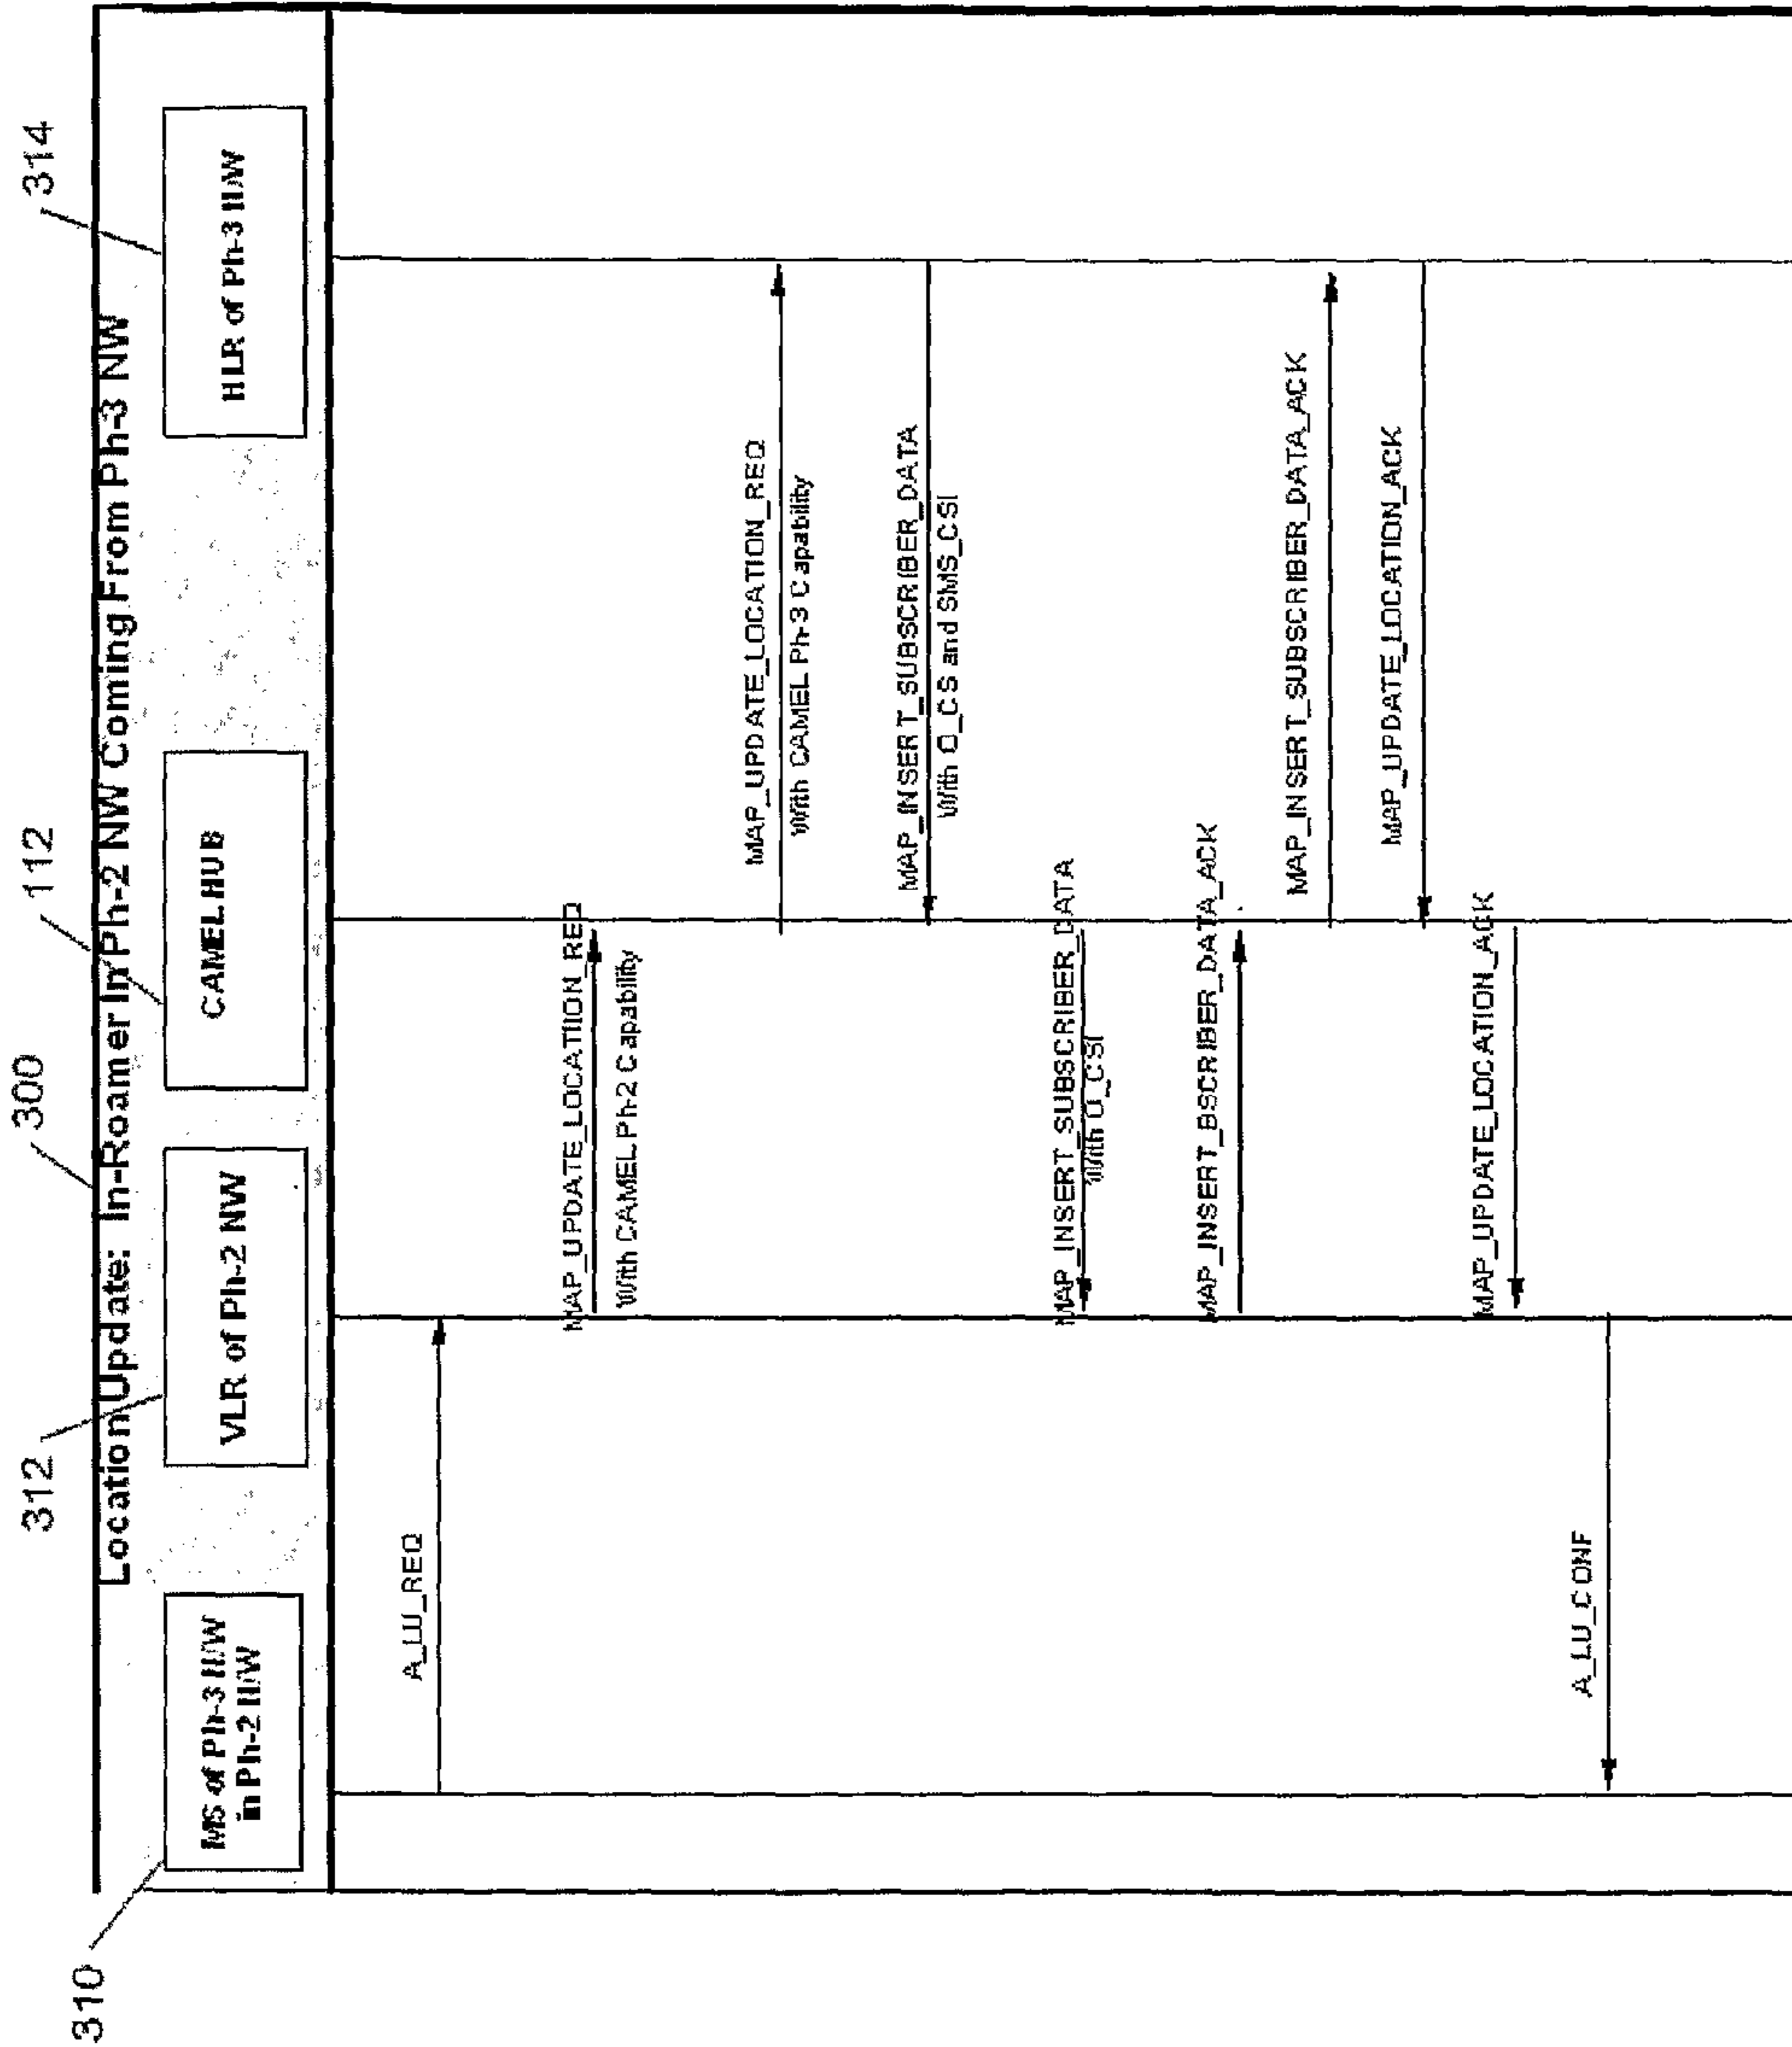 310
312
300
112
314
Location Update: In-Roamer In Ph-2 NW Coming From Ph-3 NW
MS of Ph-3 NW
in Ph-2 NW
VLR of Ph-2 NW
CAMEL HUB
HLR of Ph-3 NW
A_LU_REQ
MAP_UPDATE_LOCATION_REQ
With CAMEL Ph-2 Capability
MAP_UPDATE_LOCATION_REQ
With CAMEL Ph-3 Capability
MAP_INSERT_SUBSCRIBER_DATA
With O_CS and SMS_CSI
MAP_INSERT_SUBSCRIBER_DATA
With O_CSI
MAP_INSERT_BSCRIBER_DATA_ACK
MAP_INSERT_SUBSCRIBER_DATA_ACK
MAP_UPDATE_LOCATION_ACK
MAP_UPDATE_LOCATION_ACK
A_LU_CONF